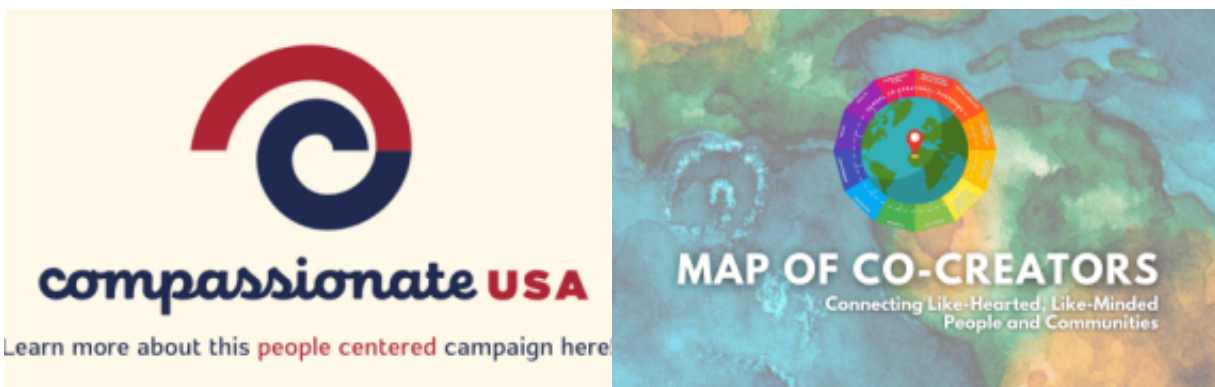 compassionate USA
Learn more about this people centered campaign here!
MAP OF CO-CREATORS
Connecting Like-Hearted, Like-Minded
People and Communities